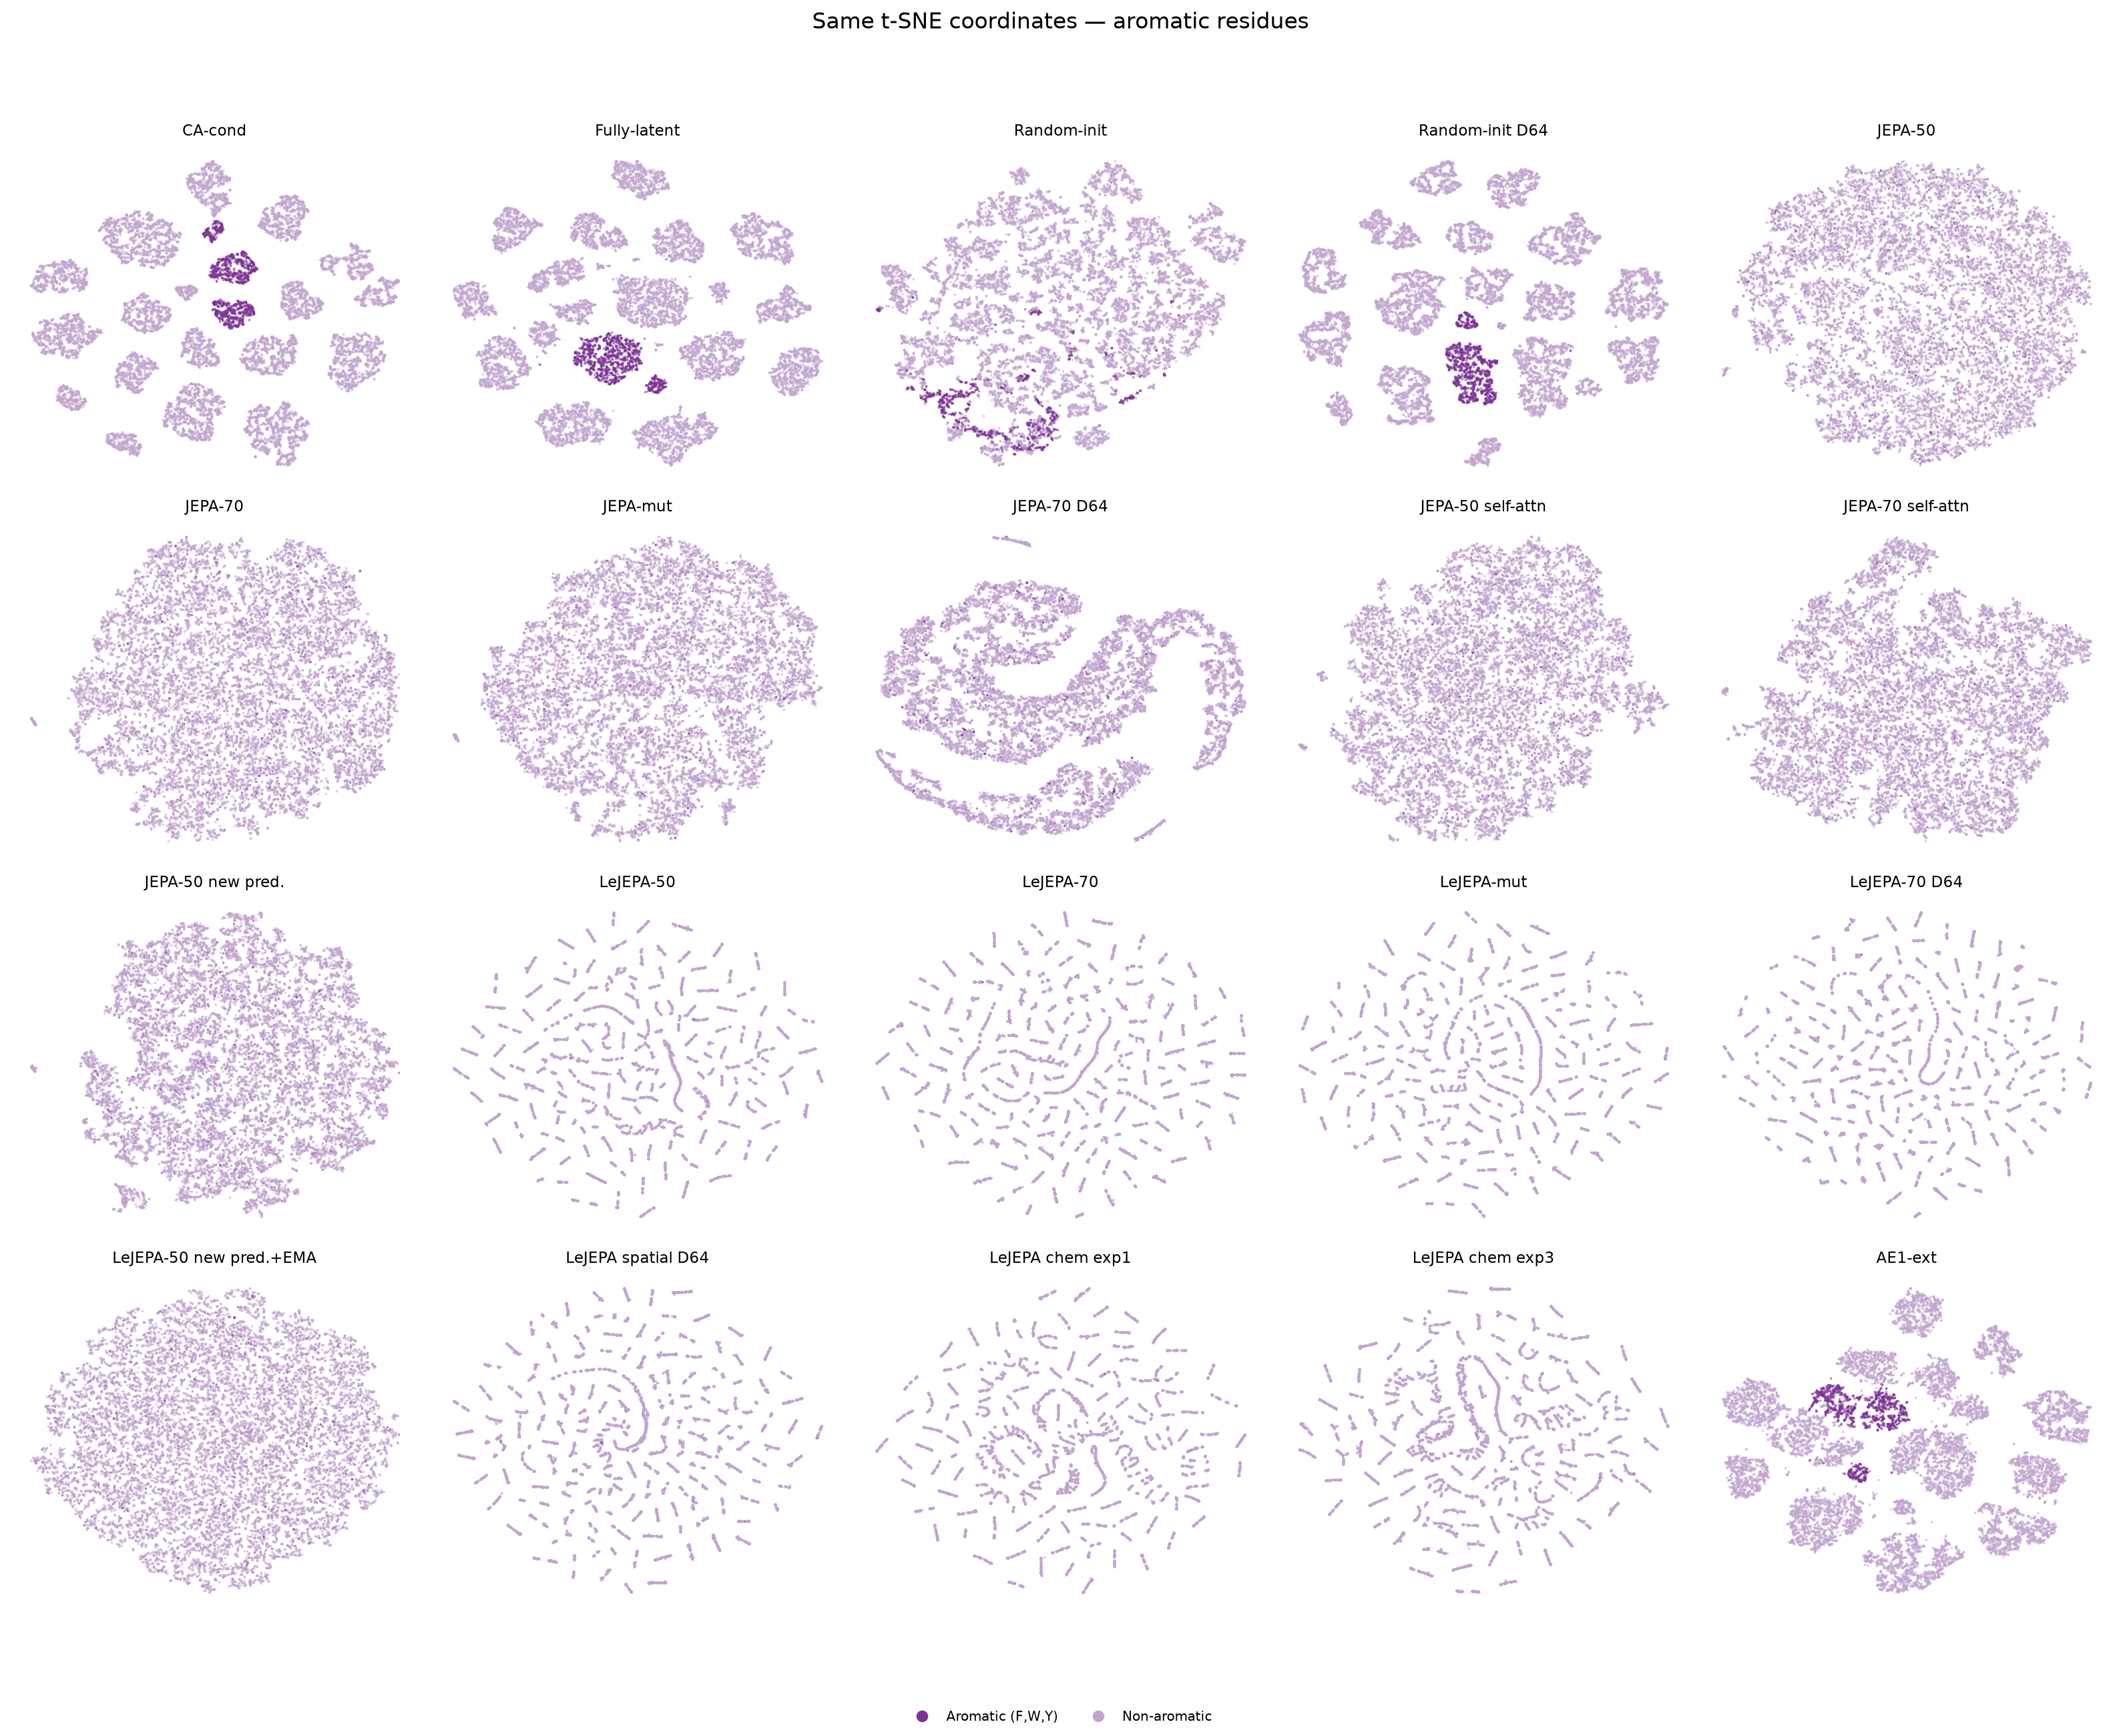 Same t-SNE coordinates — aromatic residues
CA-cond
Fully-latent
Random-init
Random-init D64
JEPA-50
JEPA-70
JEPA-mut
JEPA-70 D64
JEPA-50 self-attn
JEPA-70 self-attn
JEPA-50 new pred.
LeJEPA-50
LeJEPA-70
LeJEPA-mut
LeJEPA-70 D64
LeJEPA-50 new pred.+EMA
LeJEPA spatial D64
LeJEPA chem exp1
LeJEPA chem exp3
AE1-ext
Aromatic (F,W,Y)
Non-aromatic